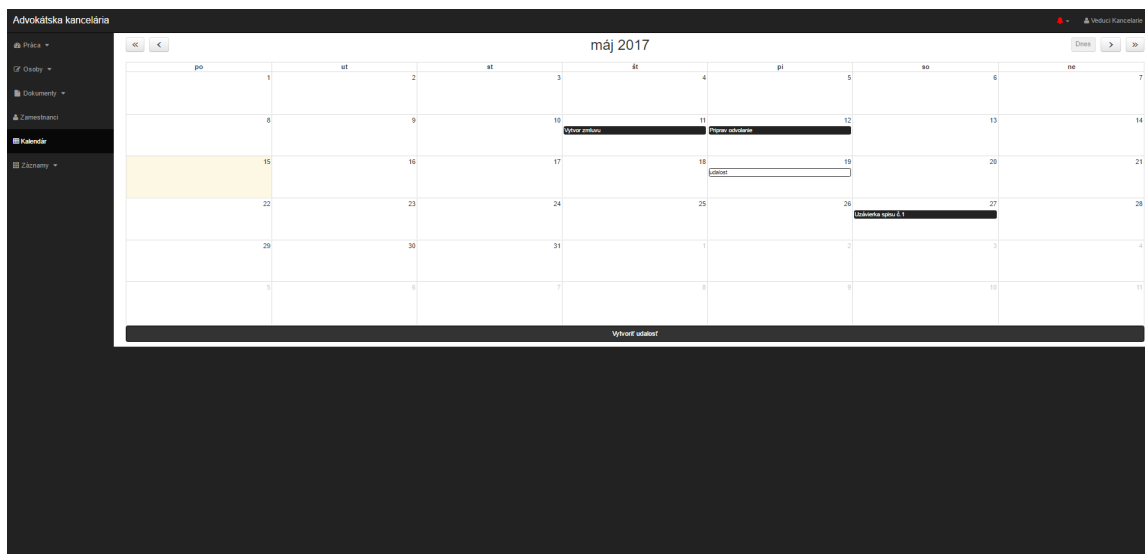 Advokátska kancelária
Veduci Kancelarie
Práca
Osoby
Dokumenty
Zamestnanci
Kalendár
Záznamy
« ‹ máj 2017 Dnes › »
po ut st št pi so ne
1 2 3 4 5 6 7
8 9 10 11 12 13 14
Vytvor zmluvu Priprav odvolanie
15 16 17 18 19 20 21
udalost
22 23 24 25 26 27 28
Uzávierka spisu č.1
29 30 31 1 2 3 4
5 6 7 8 9 10 11
Vytvoriť udalosť